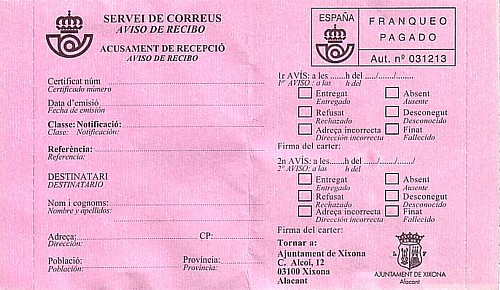 SERVEI DE CORREUS
AVISO DE RECIBO
ACUSAMENT DE RECEPCIÓ
AVISO DE RECIBO
ESPAÑA
FRANQUEO
PAGADO
Aut. nº 031213
Certificat núm
Certificado número
Data d'emisió
Fecha de emisión
Classe: Notificació:
Clase: Notificación:
Referència:
Referencia:
DESTINATARI
DESTINATARIO
Nom i cognoms:
Nombre y apellidos:
Adreça: CP:
Dirección:
Població: Província:
Población: Provincia:
1r AVÍS: a les.......h del ....../....../......
1º AVISO: a las h del
Entregat Absent
Entregado Ausente
Refusat Desconegut
Rechazado Desconocido
Adreça incorrecta Finat
Dirección incorrecta Fallecido
Firma del carter:
2n AVÍS: a les.......h del ....../....../......
2º AVISO: a las h del
Entregat Absent
Entregado Ausente
Refusat Desconegut
Rechazado Desconocido
Adreça incorrecta Finat
Dirección incorrecta Fallecido
Firma del carter:
Tornar a:
Ajuntament de Xixona
C. Alcoi, 12
03100 Xixona
Alacant
AJUNTAMENT DE XIXONA
Alacant